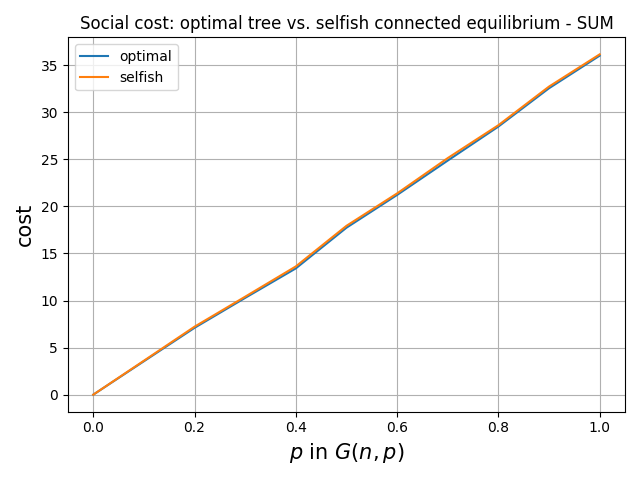 Social cost: optimal tree vs. selfish connected equilibrium - SUM
optimal
selfish
cost
35
30
25
20
15
10
5
0
0.0 0.2 0.4 0.6 0.8 1.0
p in G(n, p)